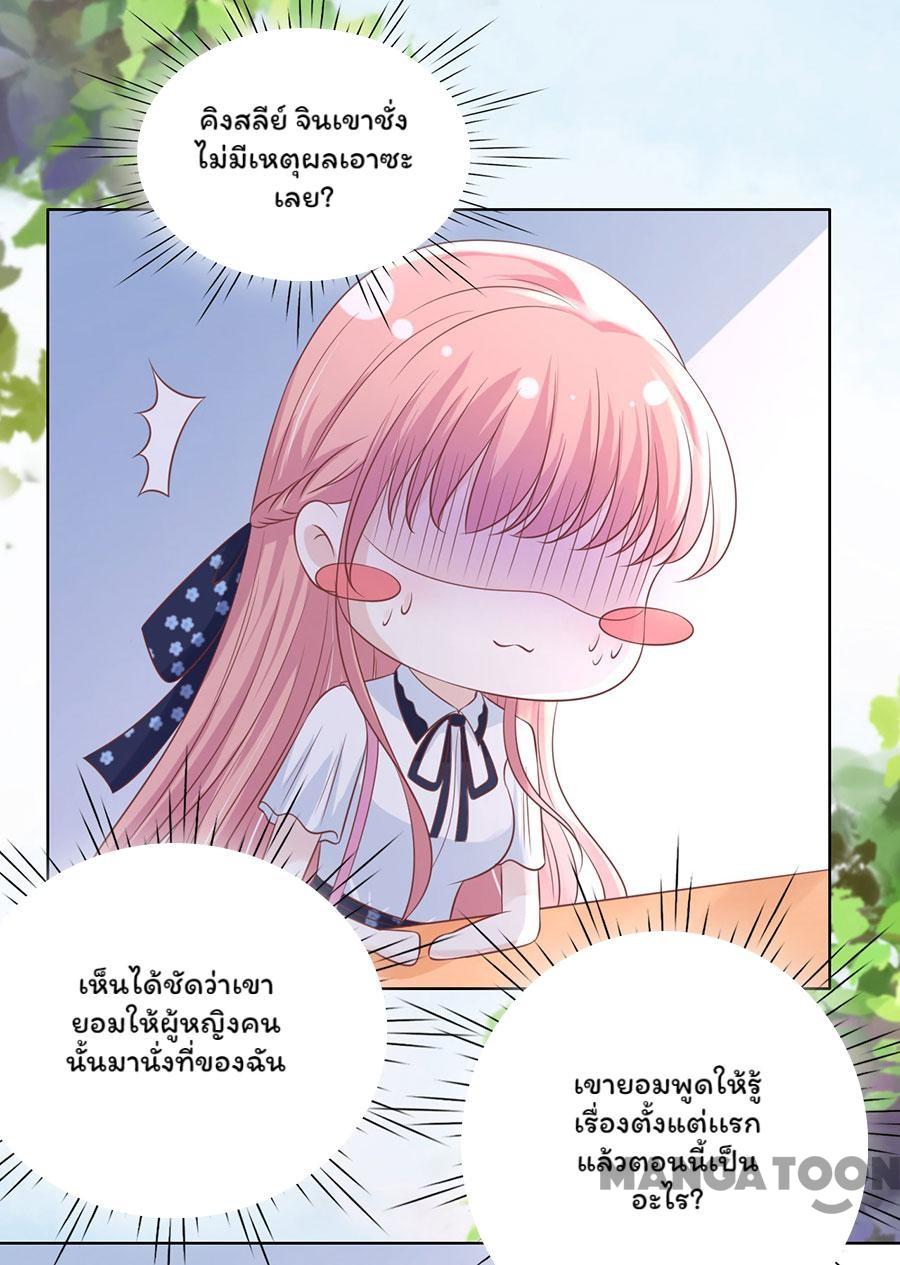 คิงสลีย์ จินเขาชั่ง
ไม่มีเหตุผลเอาซะ
เลย?
เห็นได้ชัดว่าเขา
ยอมให้ผู้หญิงคน
นั้นมานั่งที่ของฉัน
เขายอมพูดให้รู้
เรื่องตั้งแต่แรก
แล้วตอนนี้เป็น
อะไร?
MANGATOON